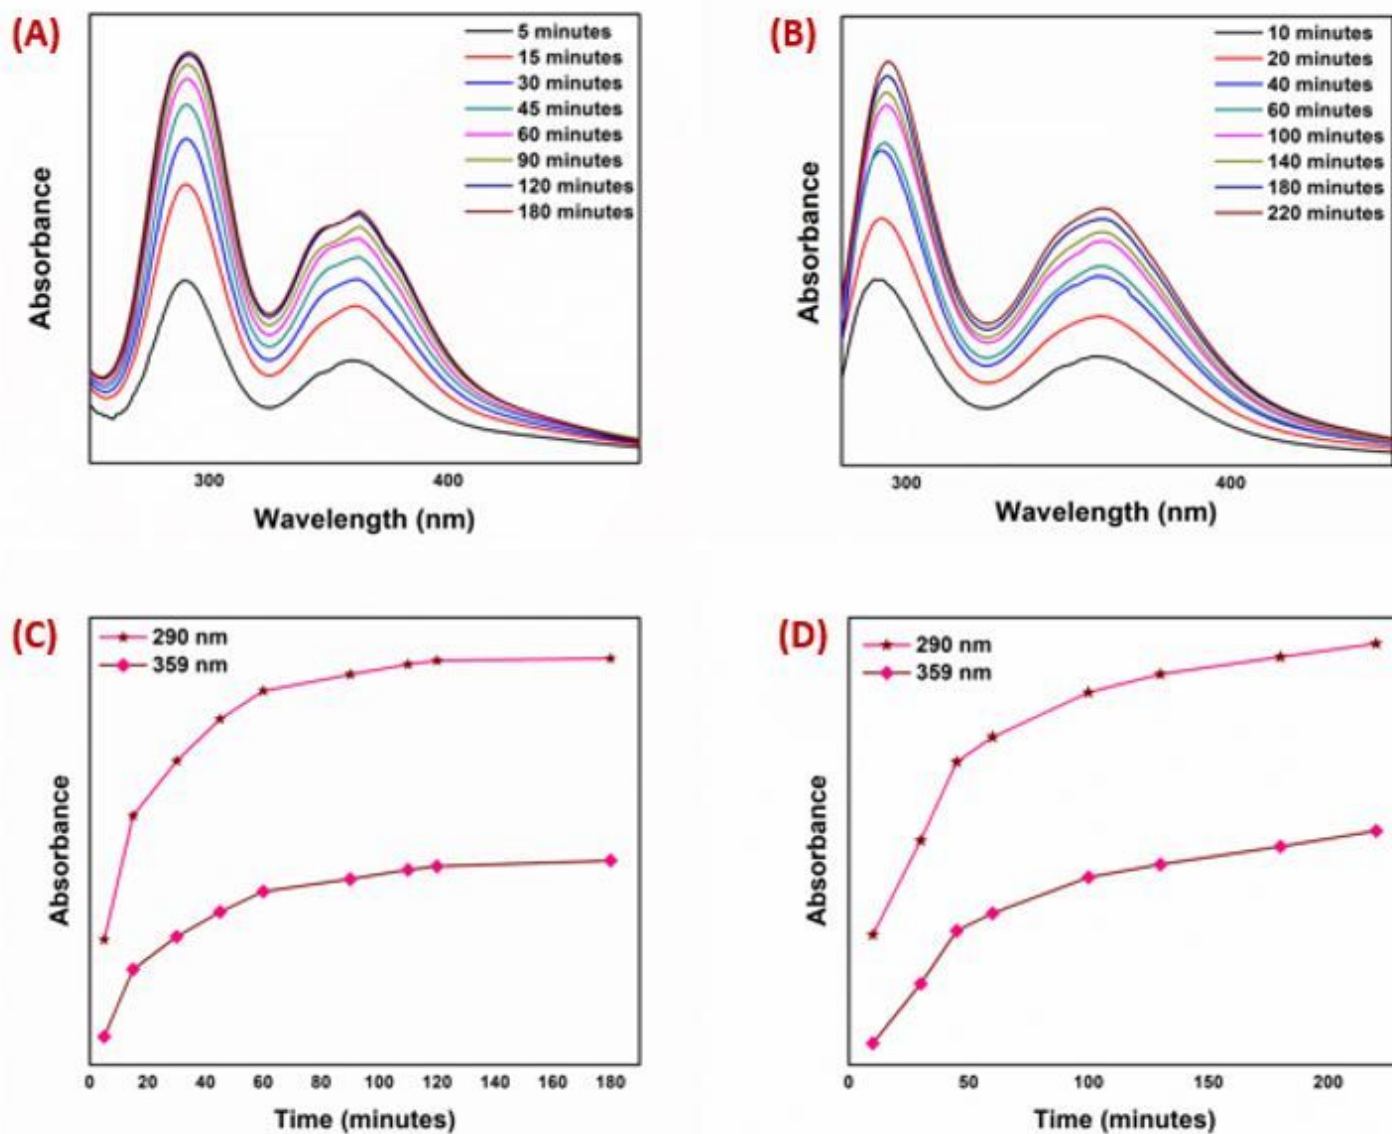 (A)
5 minutes
15 minutes
30 minutes
45 minutes
60 minutes
90 minutes
120 minutes
180 minutes
Absorbance
300 400
Wavelength (nm)
(B)
10 minutes
20 minutes
40 minutes
60 minutes
100 minutes
140 minutes
180 minutes
220 minutes
Absorbance
300 400
Wavelength (nm)
(C)
290 nm
359 nm
Absorbance
0 20 40 60 80 100 120 140 160 180
Time (minutes)
(D)
290 nm
359 nm
Absorbance
0 50 100 150 200
Time (minutes)